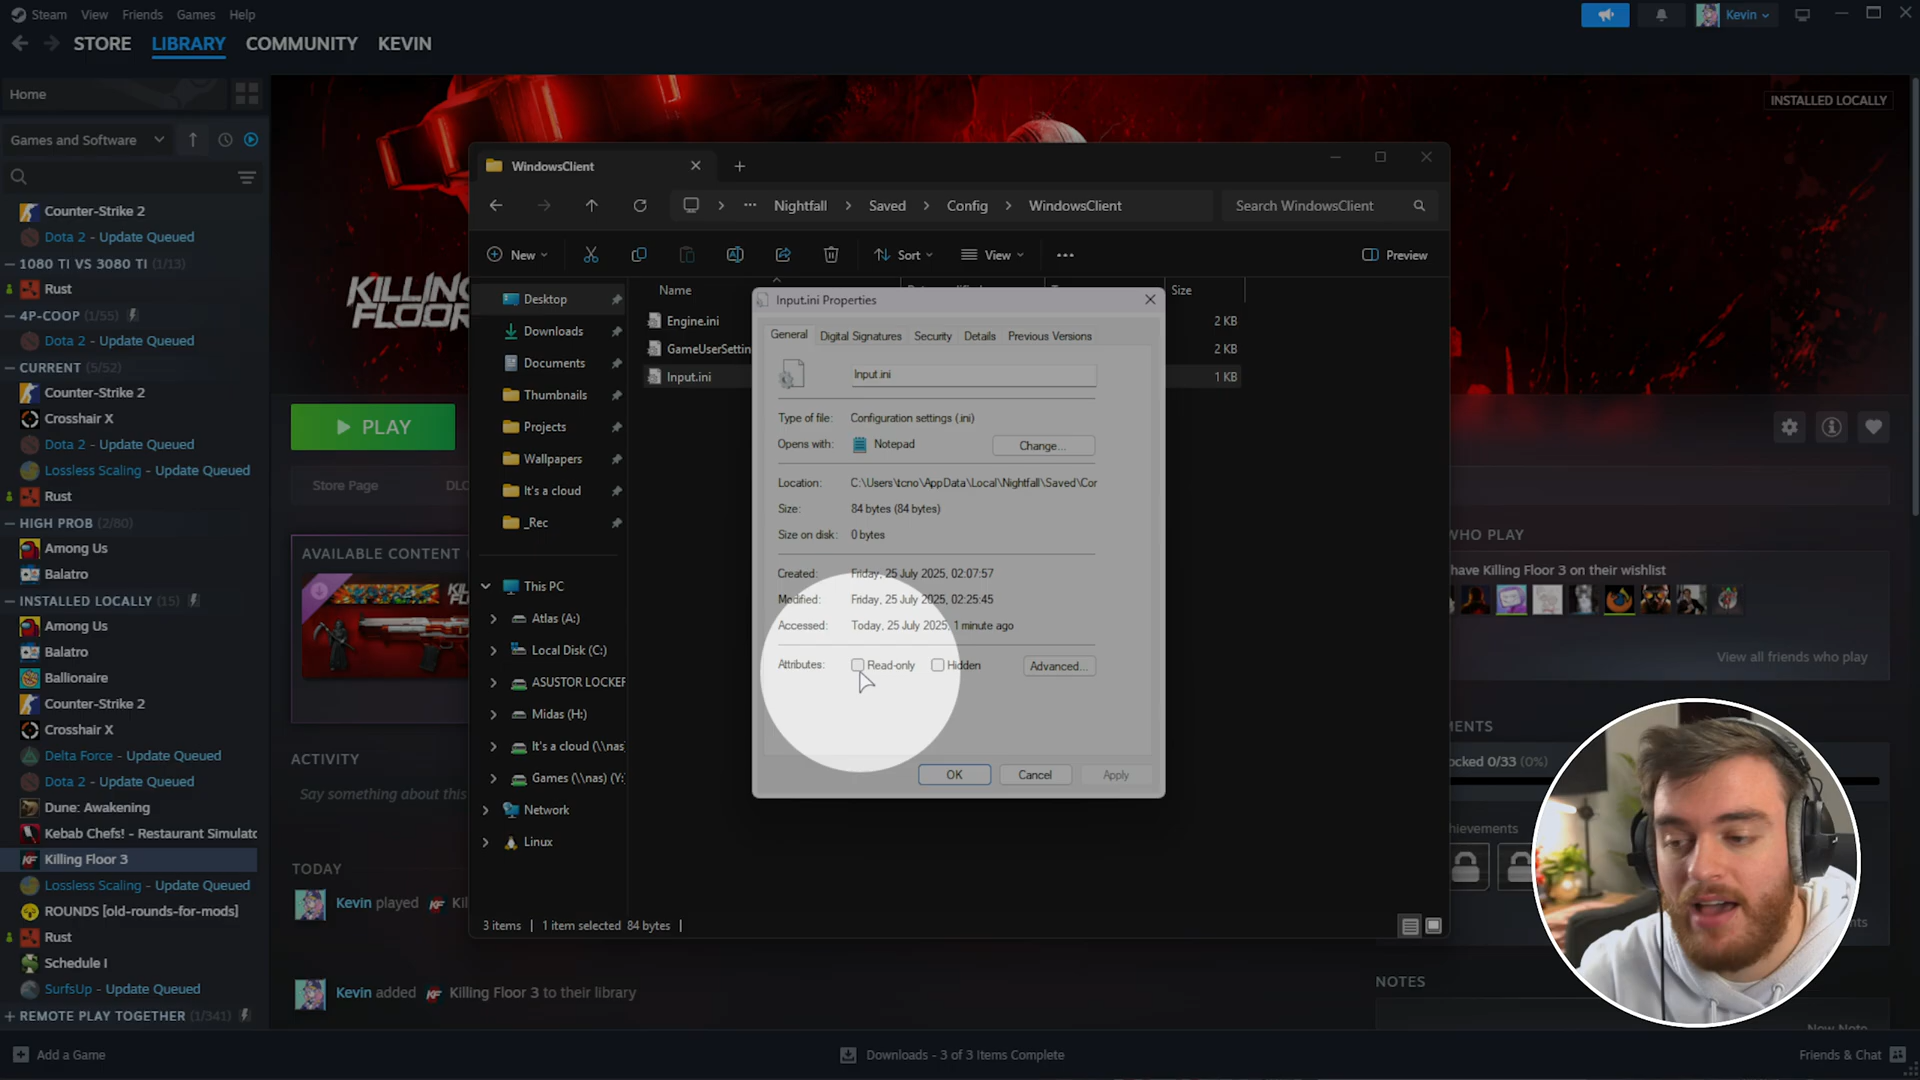 Steam View Friends Games Help
Kevin
STORE LIBRARY COMMUNITY KEVIN
Home
Games and Software
Counter-Strike 2
Dota 2 - Update Queued
1080 TI VS 3080 TI (1/13)
Rust
4P-COOP (1/55)
Dota 2 - Update Queued
CURRENT (5/52)
Counter-Strike 2
Crosshair X
Dota 2 - Update Queued
Lossless Scaling - Update Queued
Rust
HIGH PROB (2/80)
Among Us
Balatro
INSTALLED LOCALLY (15)
Among Us
Balatro
Ballionaire
Counter-Strike 2
Crosshair X
Delta Force - Update Queued
Dota 2 - Update Queued
Dune: Awakening
Kebab Chefs! - Restaurant Simulato
Killing Floor 3
Lossless Scaling - Update Queued
ROUNDS [old-rounds-for-mods]
Rust
Schedule I
SurfsUp - Update Queued
REMOTE PLAY TOGETHER (1/341)
Add a Game
INSTALLED LOCALLY
KILLING
FLOOR
PLAY
Store Page DLC
AVAILABLE CONTENT
ACTIVITY
Say something about this
TODAY
Kevin played Kil
Kevin added Killing Floor 3 to their library
WindowsClient
Nightfall Saved Config WindowsClient
Search WindowsClient
New Sort View Preview
Desktop
Downloads
Documents
Thumbnails
Projects
Wallpapers
It's a cloud
_Rec
This PC
Atlas (A:)
Local Disk (C:)
ASUSTOR LOCKER
Midas (H:)
It's a cloud (\\nas)
Games (\\nas) (Y:)
Network
Linux
Name Size
Engine.ini 2 KB
GameUserSettin 2 KB
Input.ini 1 KB
3 items 1 item selected 84 bytes
Input.ini Properties
General Digital Signatures Security Details Previous Versions
Input.ini
Type of file: Configuration settings (.ini)
Opens with: Notepad Change...
Location: C:\Users\tcno\AppData\Local\Nightfall\Saved\Cor
Size: 84 bytes (84 bytes)
Size on disk: 0 bytes
Created: Friday, 25 July 2025, 02:07:57
Modified: Friday, 25 July 2025, 02:25:45
Accessed: Today, 25 July 2025, 1 minute ago
Attributes: Read-only Hidden Advanced...
OK Cancel Apply
WHO PLAY
have Killing Floor 3 on their wishlist
View all friends who play
MENTS
ocked 0/33 (0%)
hievements
nts
NOTES
New Note
Downloads - 3 of 3 Items Complete
Friends & Chat